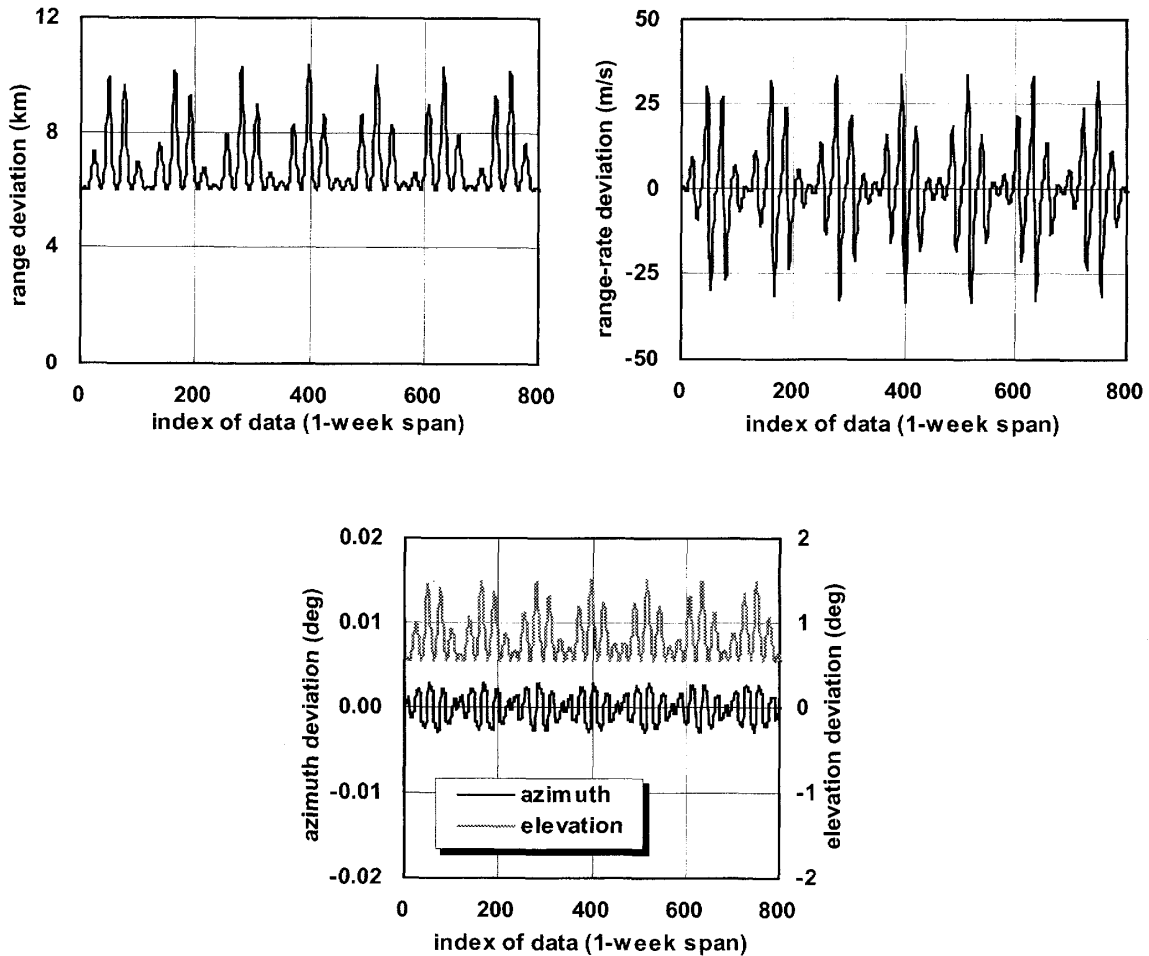 range deviation (km)
12
8
4
0
0 200 400 600 800
index of data (1-week span)
range-rate deviation (m/s)
50
25
0
-25
-50
0 200 400 600 800
index of data (1-week span)
azimuth deviation (deg)
0.02
0.01
0.00
-0.01
-0.02
2
1
0
-1
-2
elevation deviation (deg)
azimuth
elevation
0 200 400 600 800
index of data (1-week span)